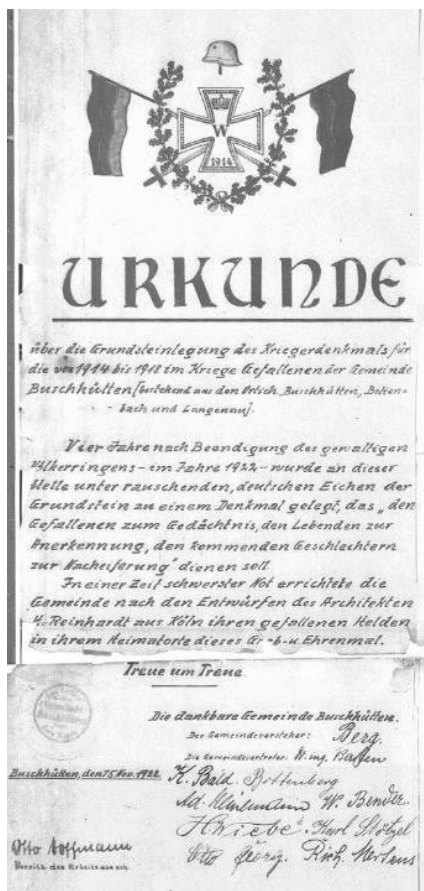 W
1914
URKUNDE
über die Grundsteinlegung des Kriegerdenkmals für
die von 1914 bis 1918 im Kriege Gefallenen der Gemeinde
Buschhütten [bestehend aus den Ortsch. Buschhütten, Bottenbach und Langenau].
Vier Jahre nach Beendigung des gewaltigen
Völkerringens - im Jahre 1922 - wurde an dieser
Stelle unter rauschenden, deutschen Eichen der
Grundstein zu einem Denkmal gelegt, das „den
Gefallenen zum Gedächtnis, den Lebenden zur
Anerkennung, den kommenden Geschlechtern
zur Nacheiferung" dienen soll.
In einer Zeit schwerster Not errichtete die
Gemeinde nach den Entwürfen des Architekten
Reinhardt aus Köln ihren gefallenen Helden
in ihrem Heimatorte dieses Ehrenmal.
Treue um Treue
Die dankbare Gemeinde Buschhütten.
Der Gemeindevorsteher: Berg.
Die Gemeindevertreter:
Buschhütten, den 15. Nov. 1922.
K. Bald Rottenberg
W. Bender.
Karl Stötzel
Otto Hoffmann
Otto Georg. Rich. Mertens